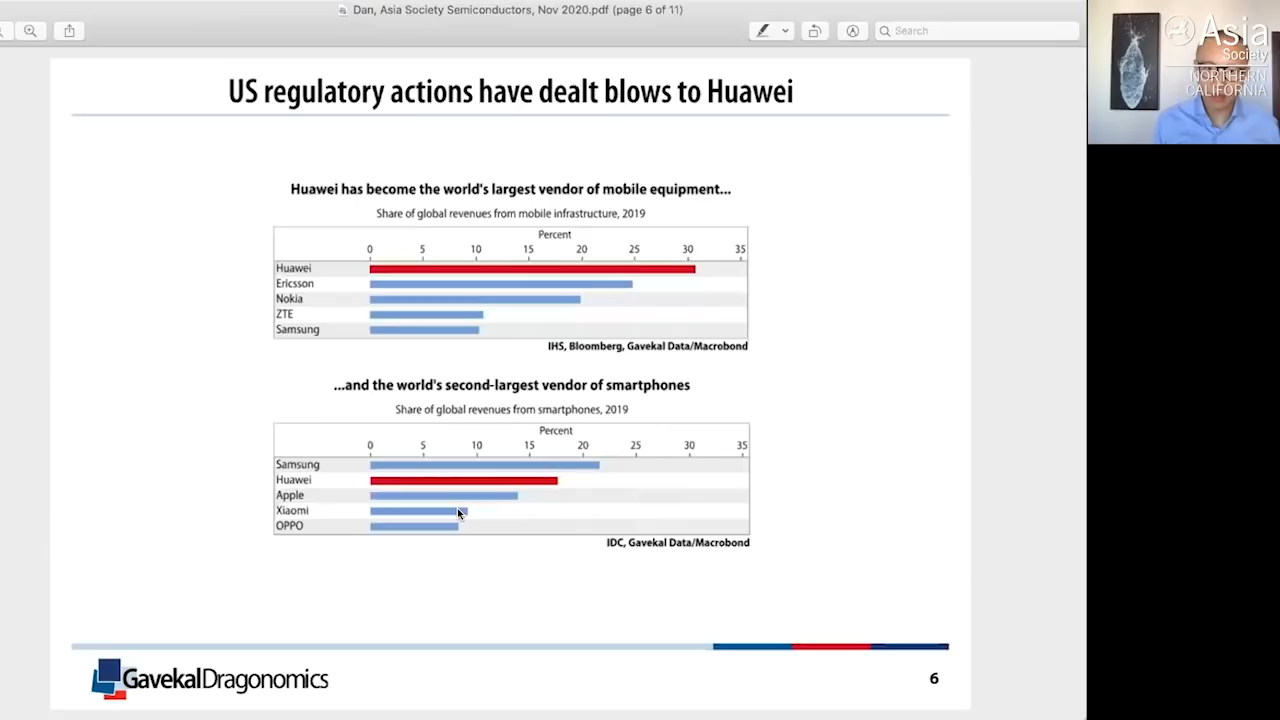 Dan, Asia Society Semiconductors, Nov 2020.pdf (page 6 of 11)
Search
Asia
Society
NORTHERN
CALIFORNIA
US regulatory actions have dealt blows to Huawei
Huawei has become the world's largest vendor of mobile equipment...
Share of global revenues from mobile infrastructure, 2019
Percent
0 5 10 15 20 25 30 35
Huawei
Ericsson
Nokia
ZTE
Samsung
IHS, Bloomberg, Gavekal Data/Macrobond
...and the world's second-largest vendor of smartphones
Share of global revenues from smartphones, 2019
Percent
0 5 10 15 20 25 30 35
Samsung
Huawei
Apple
Xiaomi
OPPO
IDC, Gavekal Data/Macrobond
GavekalDragonomics
6